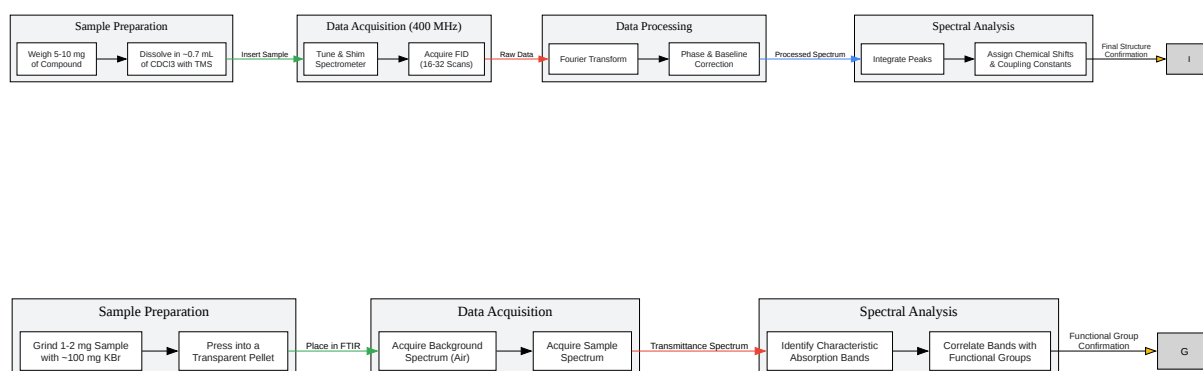 Sample Preparation
Weigh 5-10 mg
of Compound
Dissolve in ~0.7 mL
of CDCl3 with TMS
Insert Sample
Data Acquisition (400 MHz)
Tune & Shim
Spectrometer
Acquire FID
(16-32 Scans)
Raw Data
Data Processing
Fourier Transform
Phase & Baseline
Correction
Processed Spectrum
Spectral Analysis
Integrate Peaks
Assign Chemical Shifts
& Coupling Constants
Final Structure
Confirmation
I
Sample Preparation
Grind 1-2 mg Sample
with ~100 mg KBr
Press into a
Transparent Pellet
Place in FTIR
Data Acquisition
Acquire Background
Spectrum (Air)
Acquire Sample
Spectrum
Transmittance Spectrum
Spectral Analysis
Identify Characteristic
Absorption Bands
Correlate Bands with
Functional Groups
Functional Group
Confirmation
G